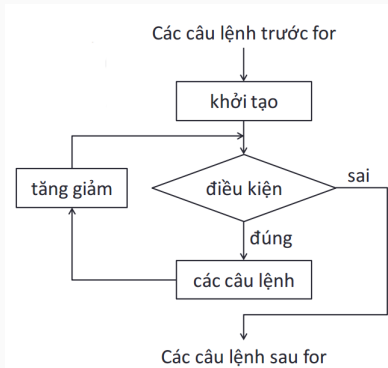 Các câu lệnh trước for
khởi tạo
tăng giảm
điều kiện
sai
đúng
các câu lệnh
Các câu lệnh sau for